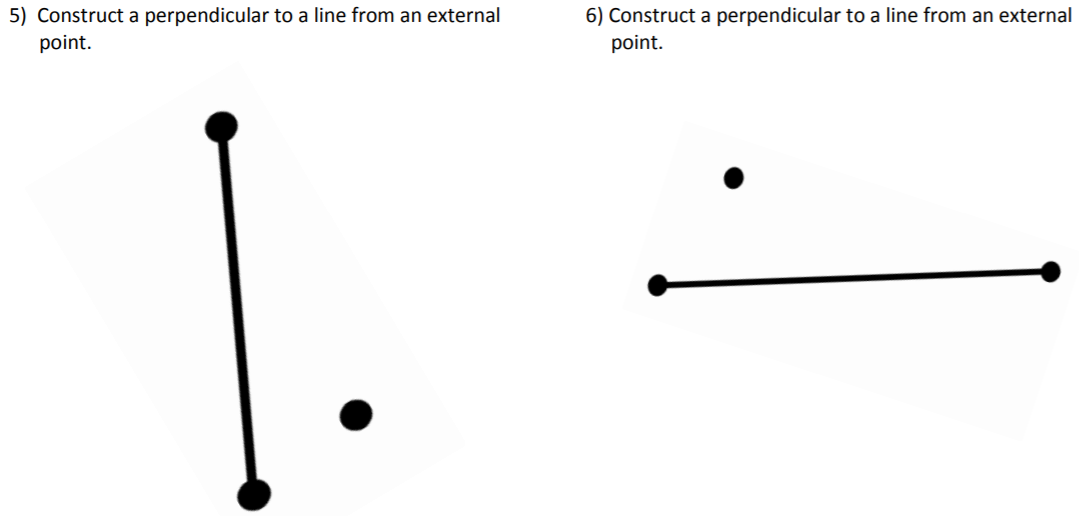 5) Construct a perpendicular to a line from an external
point.
6) Construct a perpendicular to a line from an external
point.